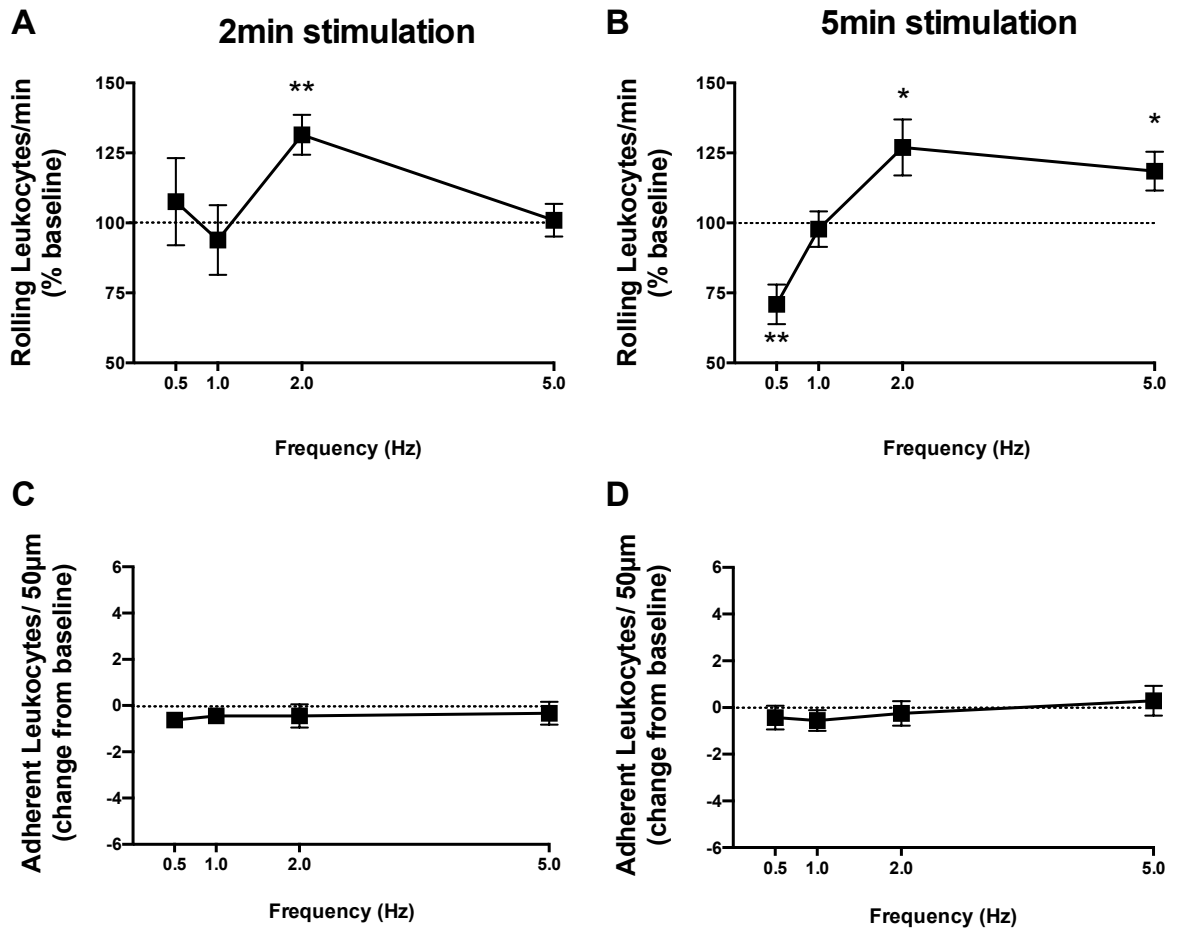 A
2min stimulation
B
5min stimulation
Rolling Leukocytes/min
(% baseline)
150
125
100
75
50
**
0.5 1.0 2.0 5.0
Frequency (Hz)
Rolling Leukocytes/min
(% baseline)
150
125
100
75
50
*
*
**
0.5 1.0 2.0 5.0
Frequency (Hz)
C
Adherent Leukocytes/ 50µm
(change from baseline)
6
4
2
0
-2
-4
-6
0.5 1.0 2.0 5.0
Frequency (Hz)
D
Adherent Leukocytes/ 50µm
(change from baseline)
6
4
2
0
-2
-4
-6
0.5 1.0 2.0 5.0
Frequency (Hz)